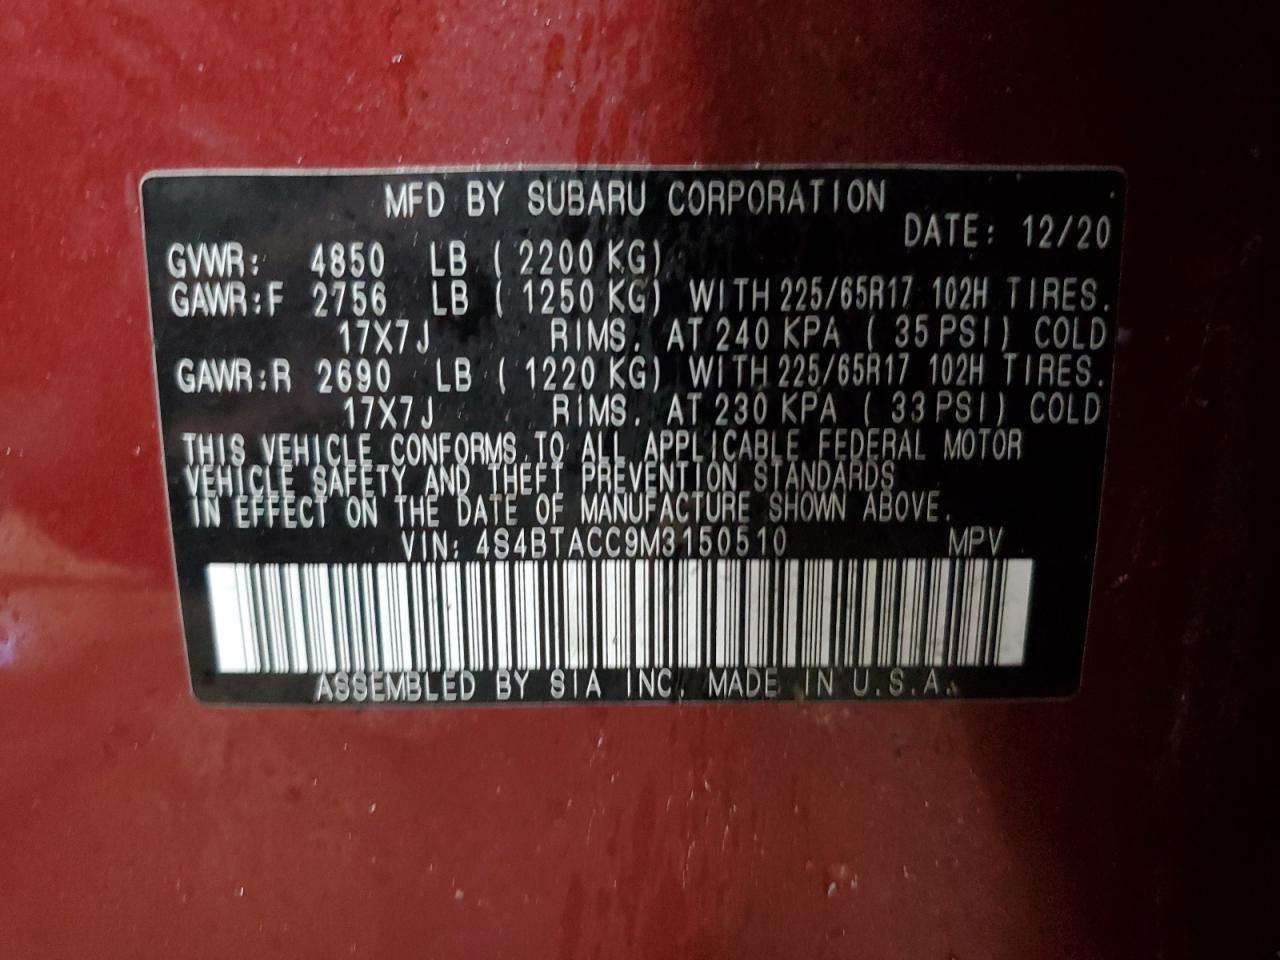 MFD BY SUBARU CORPORATION
DATE: 12/20
GVWR: 4850 LB ( 2200 KG)
GAWR:F 2756 LB ( 1250 KG) WITH 225/65R17 102H TIRES.
17X7J RIMS. AT 240 KPA ( 35 PSI) COLD
GAWR:R 2690 LB ( 1220 KG) WITH 225/65R17 102H TIRES.
17X7J RIMS. AT 230 KPA ( 33 PSI) COLD
THIS VEHICLE CONFORMS TO ALL APPLICABLE FEDERAL MOTOR
VEHICLE SAFETY AND THEFT PREVENTION STANDARDS
IN EFFECT ON THE DATE OF MANUFACTURE SHOWN ABOVE.
VIN: 4S4BTACC9M3150510 MPV
ASSEMBLED BY SIA INC. MADE IN U.S.A.